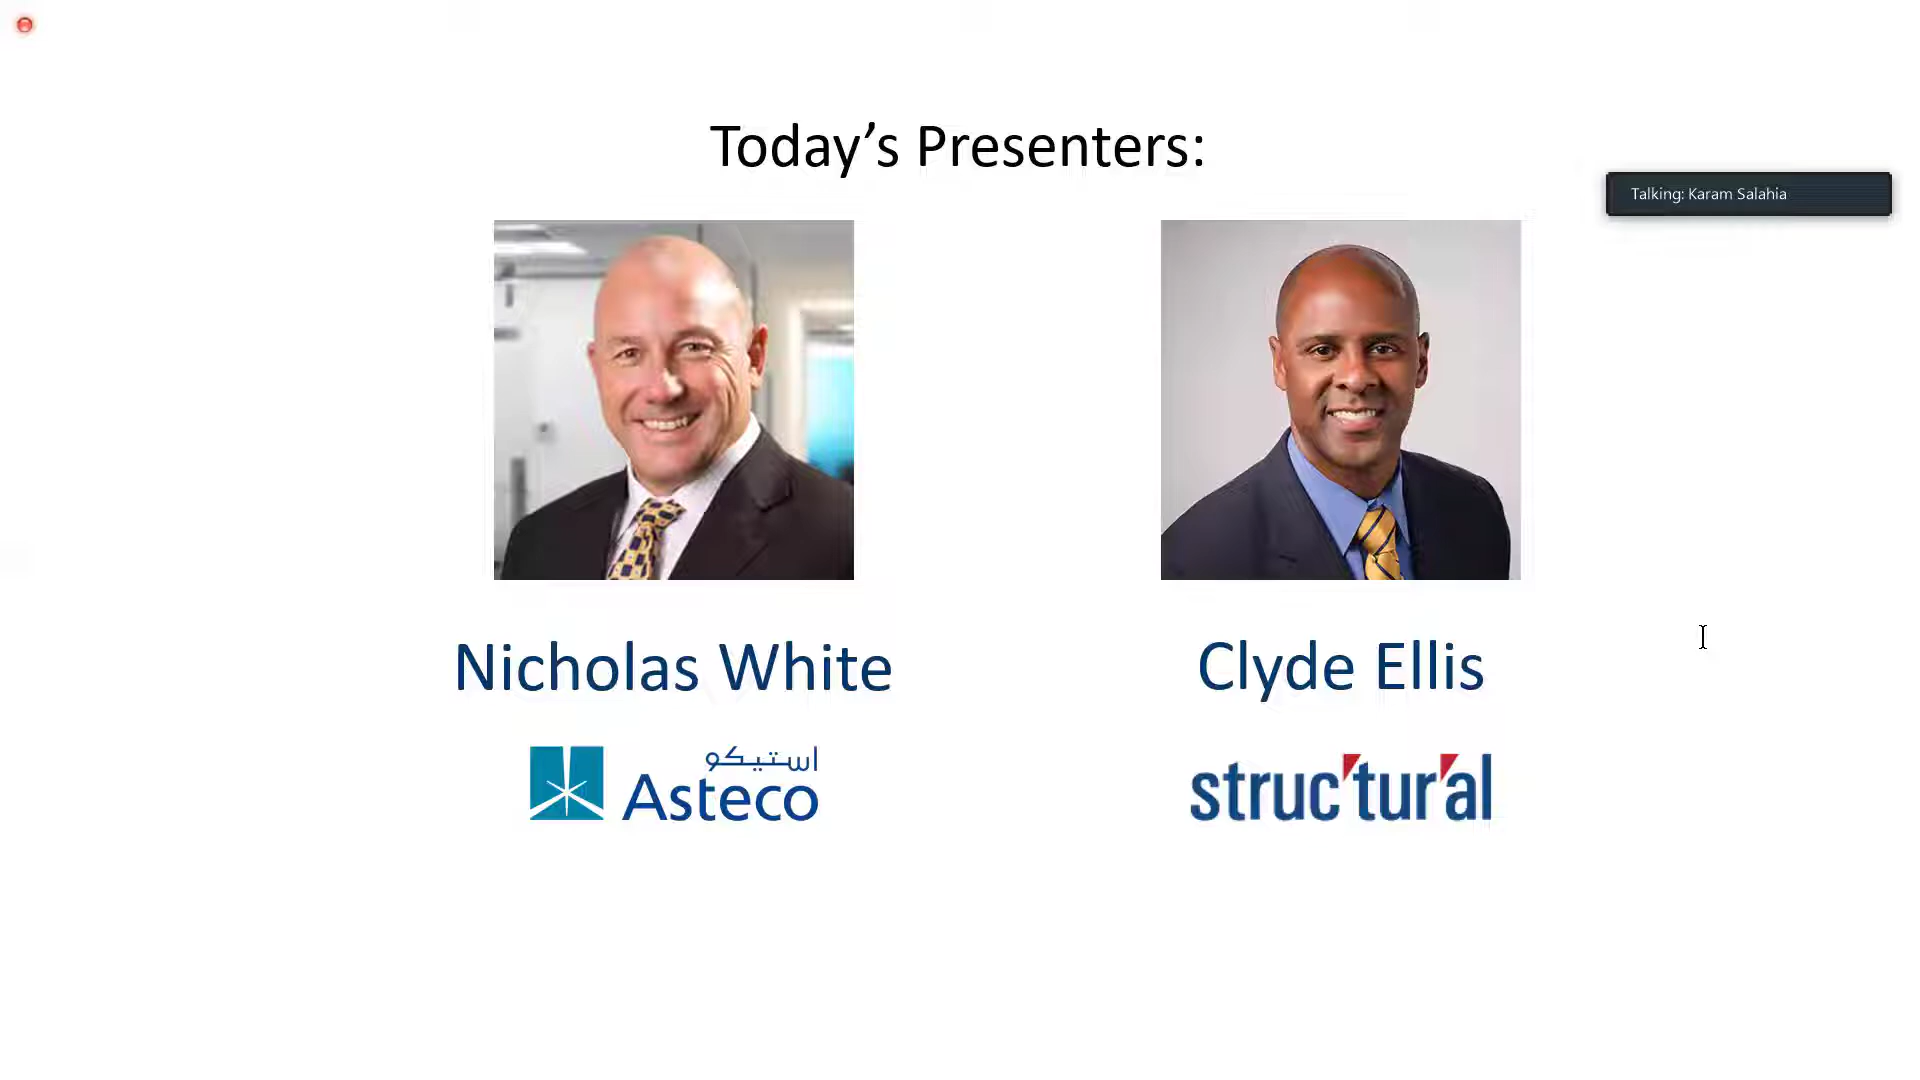 Today’s Presenters:
Talking: Karam Salahia
Nicholas White
Clyde Ellis
استيكو
Asteco
struc'tur'al